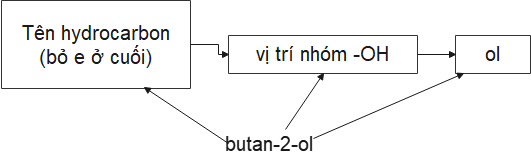 Tên hydrocarbon
(bỏ e ở cuối)
vị trí nhóm -OH
ol
butan-2-ol